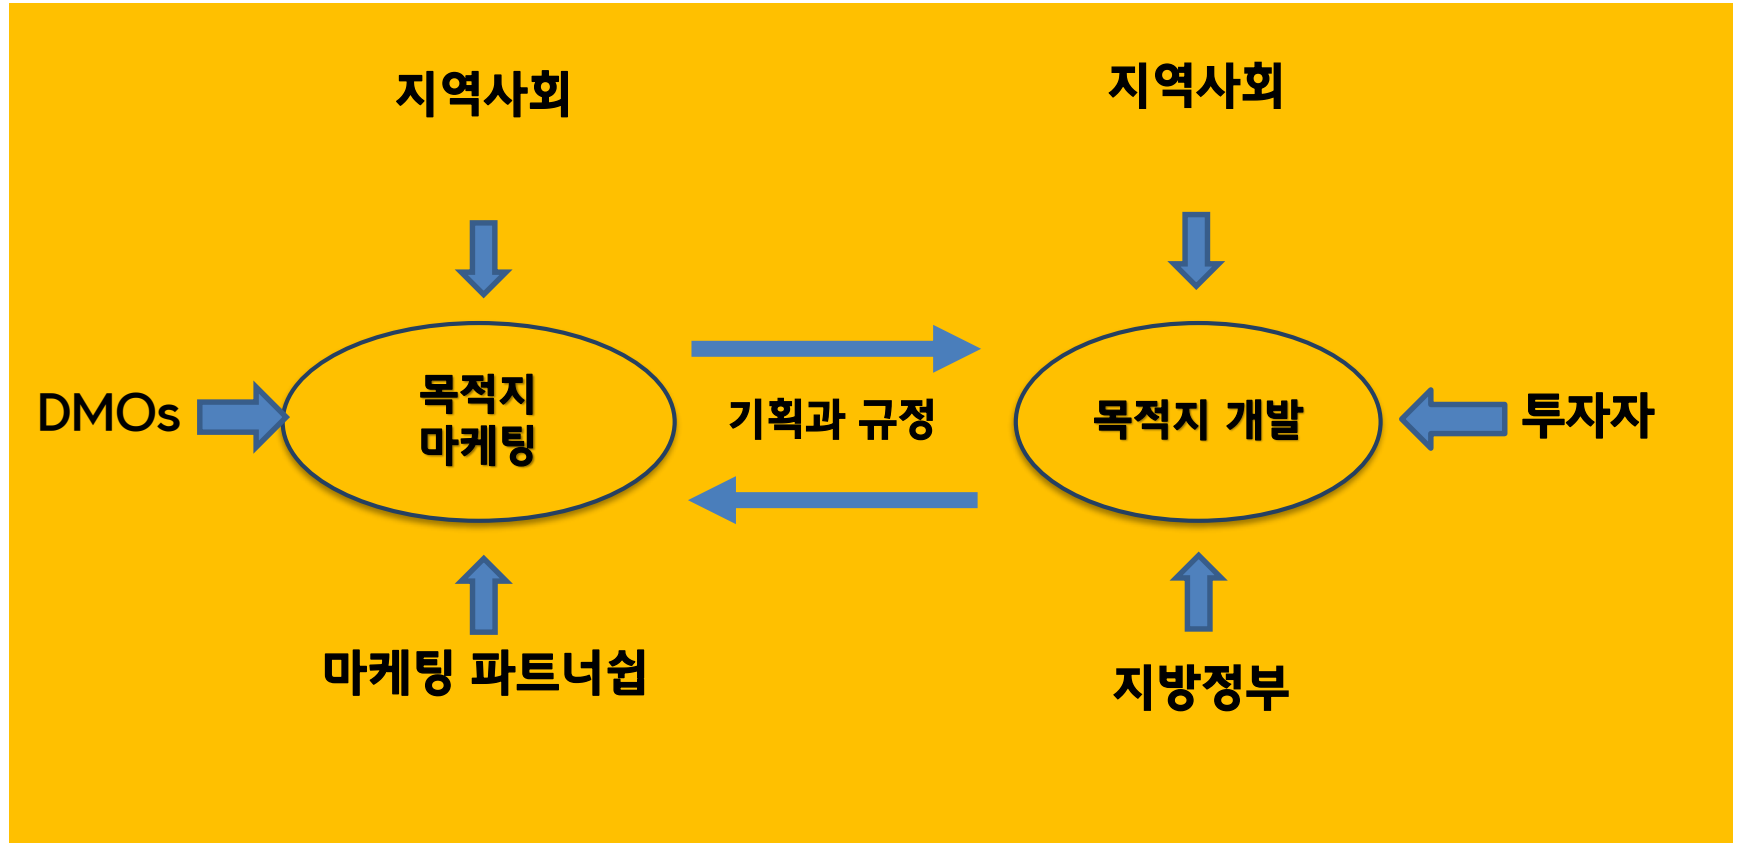 지역사회
지역사회
DMOs
목적지
마케팅
기획과 규정
목적지 개발
투자자
마케팅 파트너쉽
지방정부